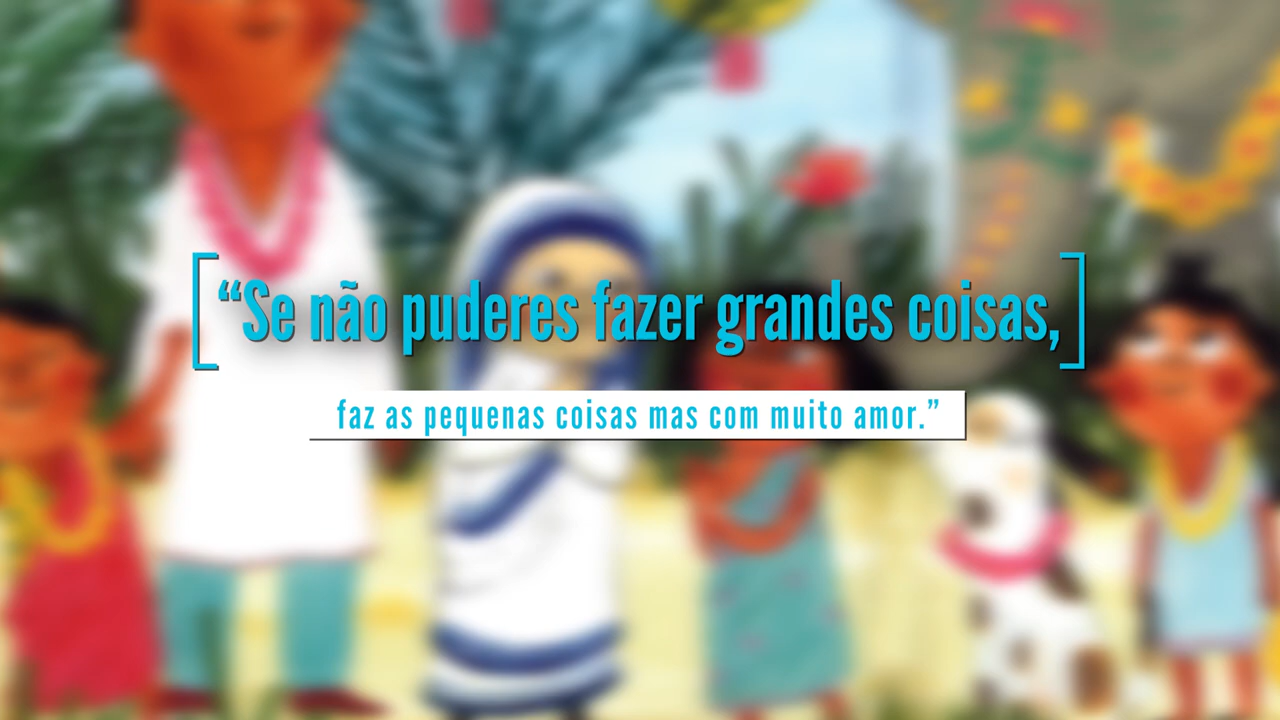 “Se não puderes fazer grandes coisas,
faz as pequenas coisas mas com muito amor.”